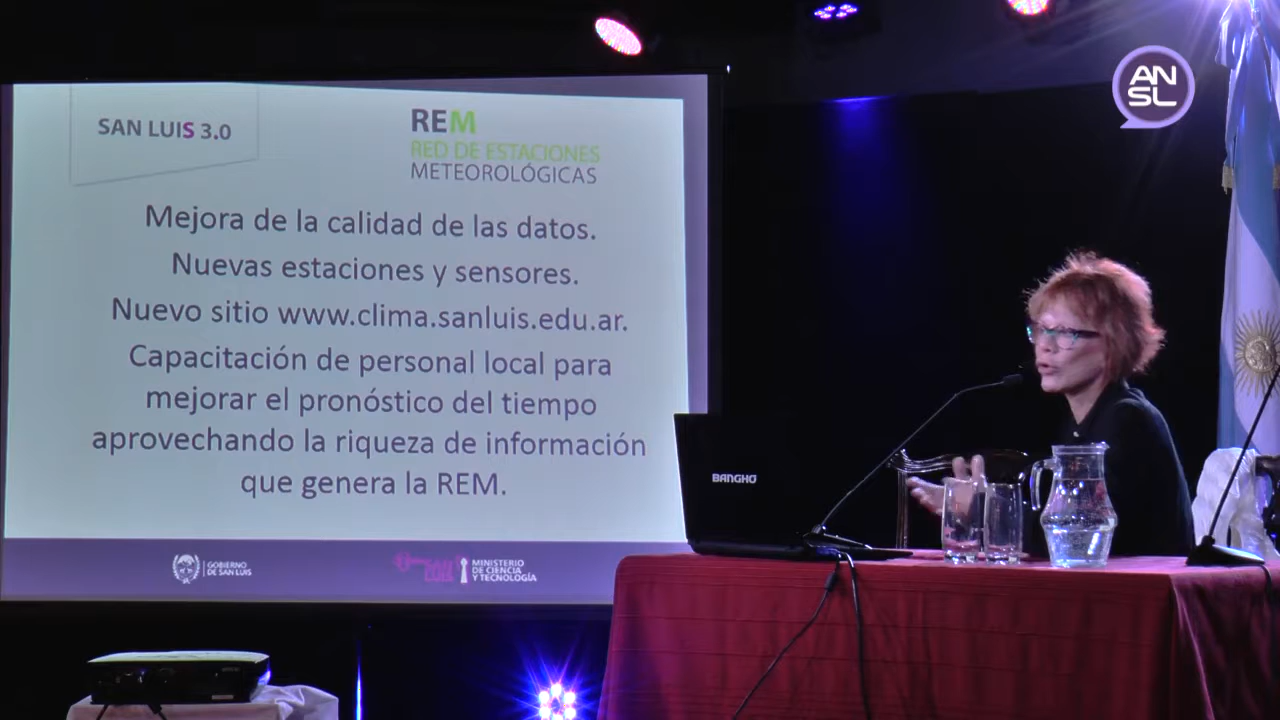 SAN LUIS 3.0
REM
RED DE ESTACIONES
METEOROLÓGICAS
Mejora de la calidad de las datos.
Nuevas estaciones y sensores.
Nuevo sitio www.clima.sanluis.edu.ar.
Capacitación de personal local para
mejorar el pronóstico del tiempo
aprovechando la riqueza de información
que genera la REM.
GOBIERNO
DE SAN LUIS
SAN
LUIS
MINISTERIO
DE CIENCIA
Y TECNOLOGÍA
BANGHO
AN
SL